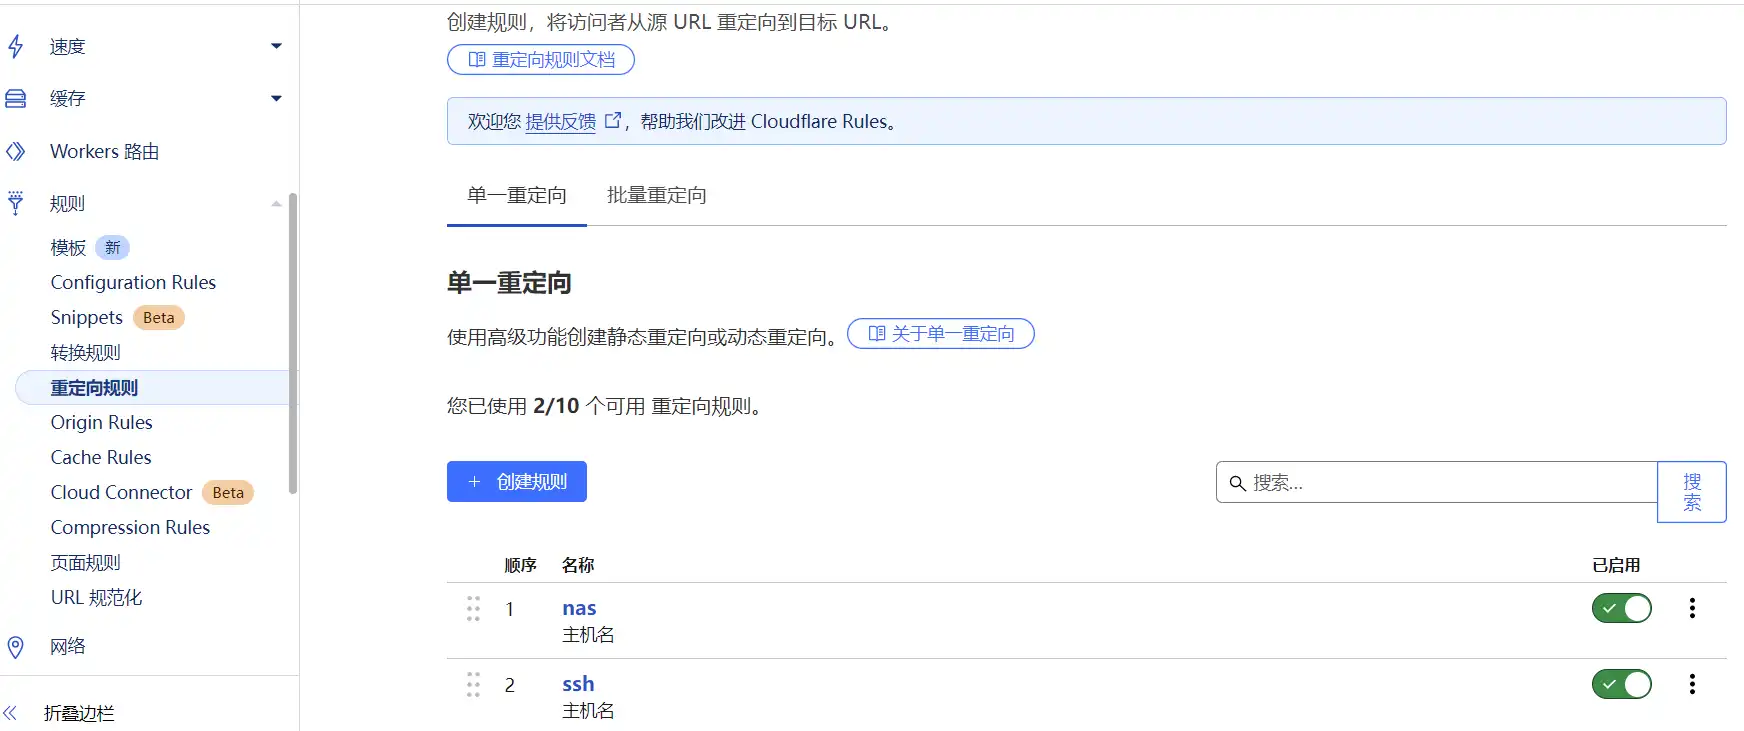 速度
缓存
Workers 路由
规则
模板 新
Configuration Rules
Snippets Beta
转换规则
重定向规则
Origin Rules
Cache Rules
Cloud Connector Beta
Compression Rules
页面规则
URL 规范化
网络
折叠边栏
创建规则，将访问者从源 URL 重定向到目标 URL。
重定向规则文档
欢迎您 提供反馈 ，帮助我们改进 Cloudflare Rules。
单一重定向 批量重定向
单一重定向
使用高级功能创建静态重定向或动态重定向。 关于单一重定向
您已使用 2/10 个可用 重定向规则。
+ 创建规则
搜索...
搜
索
顺序 名称 已启用
1 nas
主机名
2 ssh
主机名